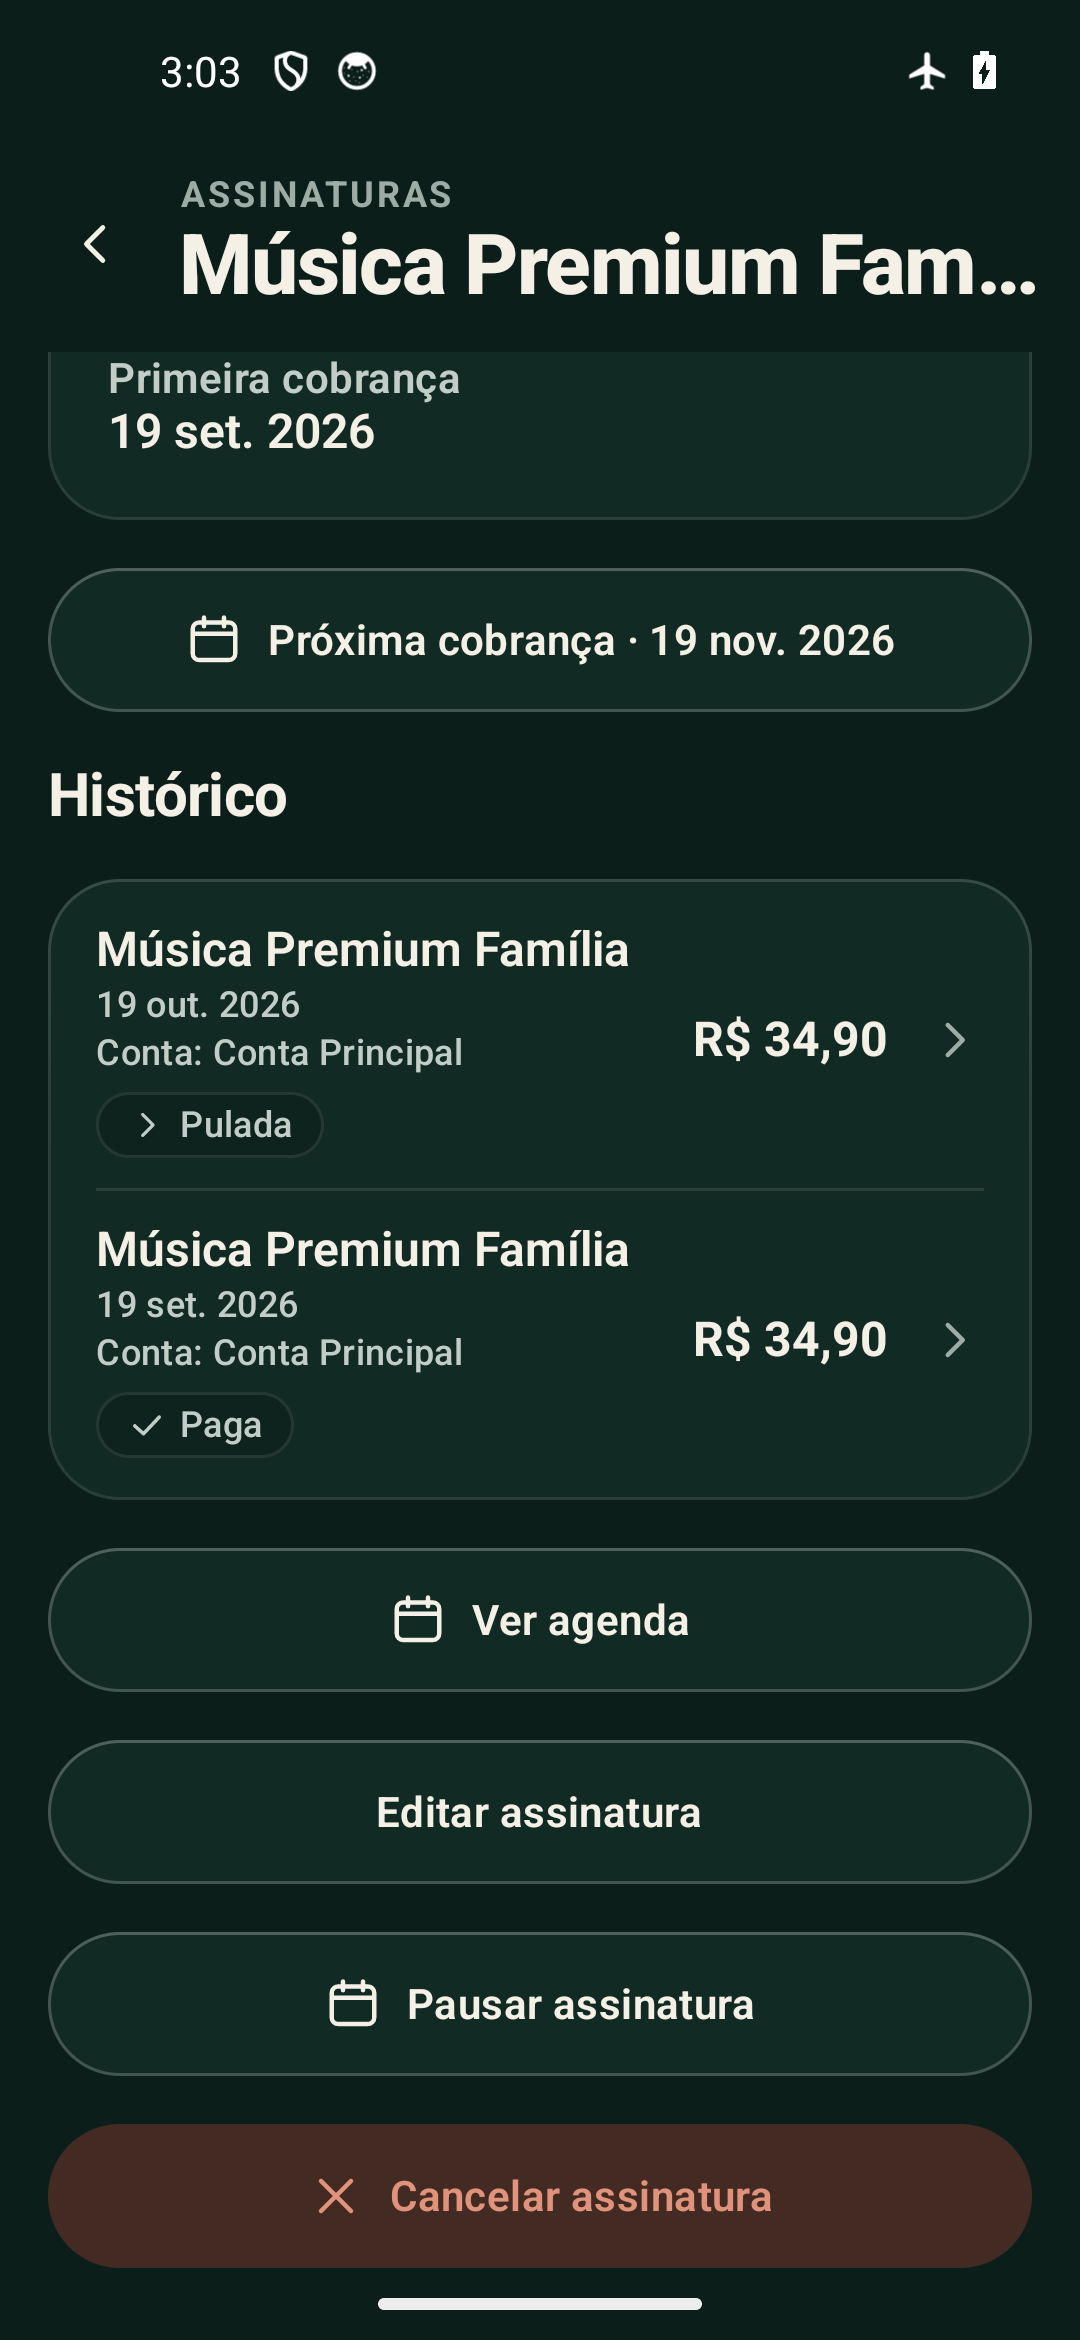 3:03
ASSINATURAS
Música Premium Fam...
Primeira cobrança
19 set. 2026
Próxima cobrança · 19 nov. 2026
Histórico
Música Premium Família
19 out. 2026
Conta: Conta Principal
R$ 34,90
Pulada
Música Premium Família
19 set. 2026
Conta: Conta Principal
R$ 34,90
Paga
Ver agenda
Editar assinatura
Pausar assinatura
Cancelar assinatura